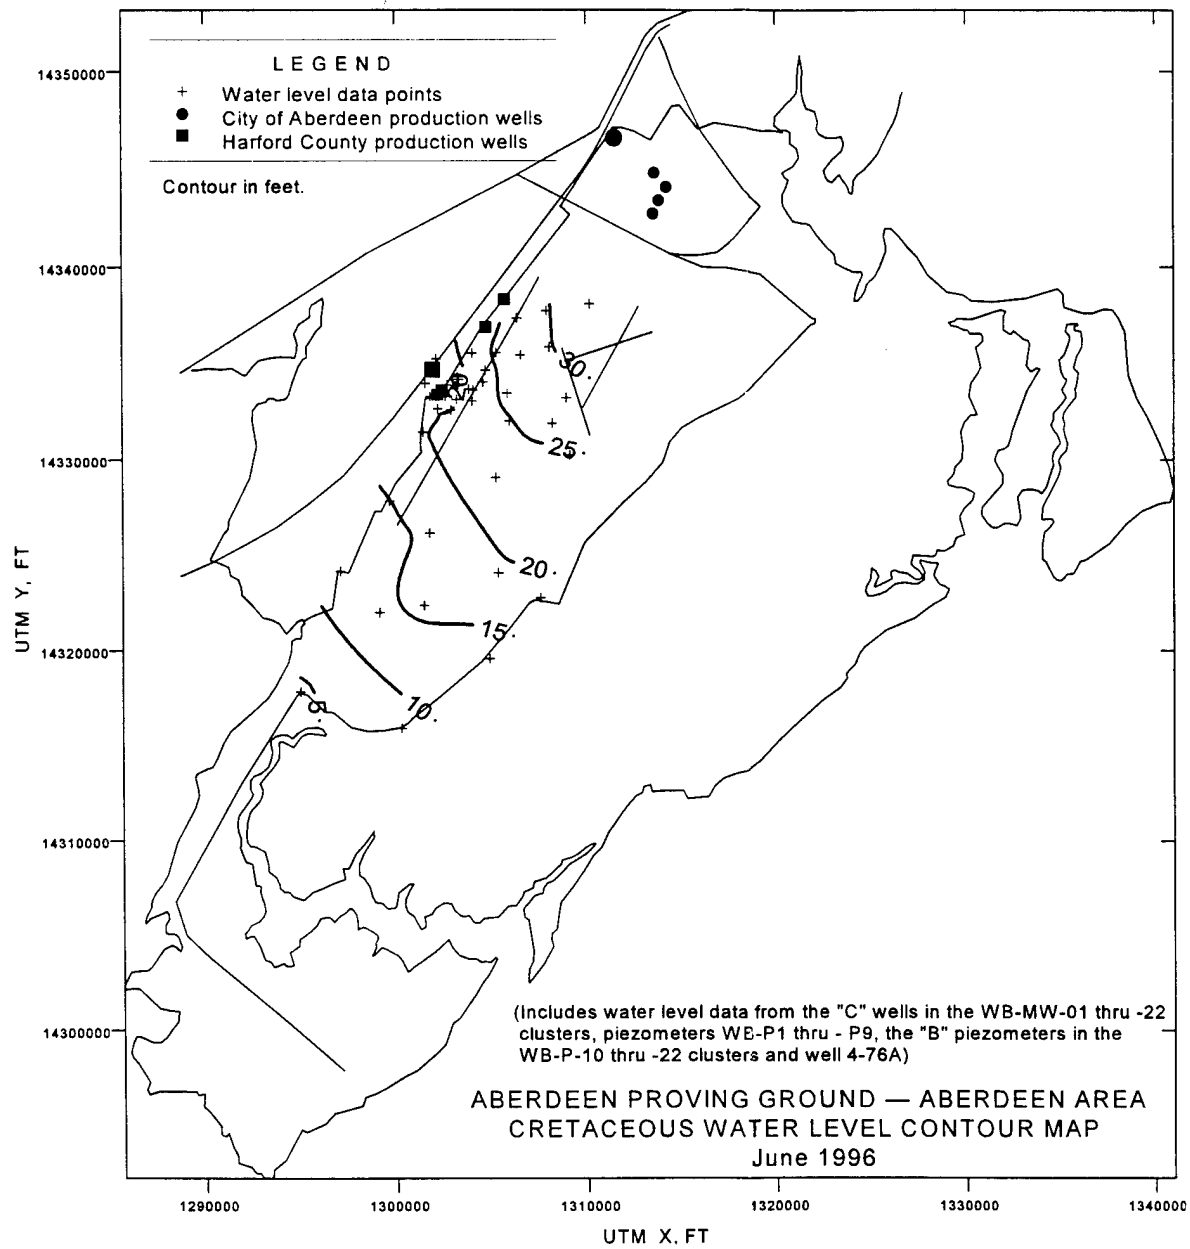 LEGEND
+ Water level data points
City of Aberdeen production wells
Harford County production wells
Contour in feet.
14350000
14340000
14330000
14320000
14310000
14300000
UTM Y, FT
30.
25.
20.
15.
10.
5.
(Includes water level data from the "C" wells in the WB-MW-01 thru -22
clusters, piezometers WB-P1 thru - P9, the "B" piezometers in the
WB-P-10 thru -22 clusters and well 4-76A)
ABERDEEN PROVING GROUND — ABERDEEN AREA
CRETACEOUS WATER LEVEL CONTOUR MAP
June 1996
1290000
1300000
1310000
1320000
1330000
1340000
UTM X, FT